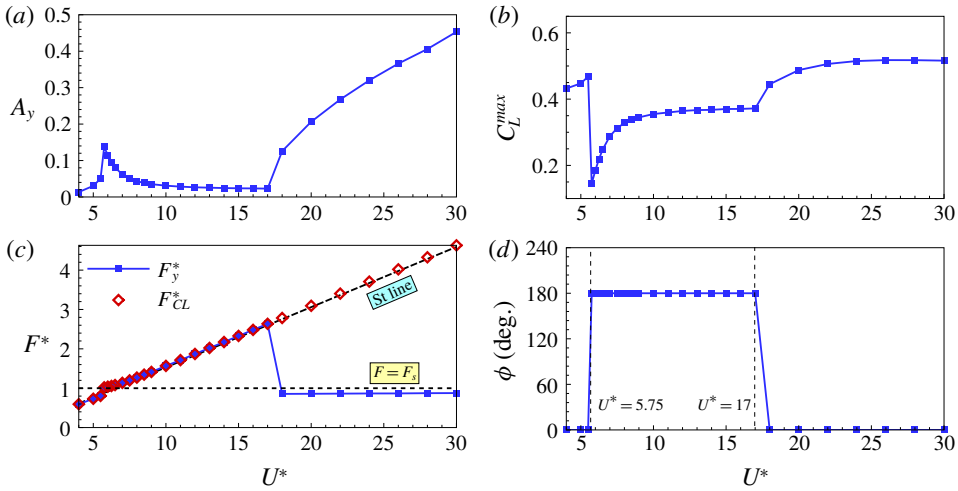 (a)
0.5
0.4
0.3
0.2
0.1
0
A_y
5 10 15 20 25 30
(b)
0.6
0.4
0.2
C_L^max
5 10 15 20 25 30
(c)
4
3
2
1
0
F*
F_y*
F_CL*
St line
F = F_s
5 10 15 20 25 30
U*
(d)
240
180
120
60
0
ϕ (deg.)
U* = 5.75
U* = 17
5 10 15 20 25 30
U*